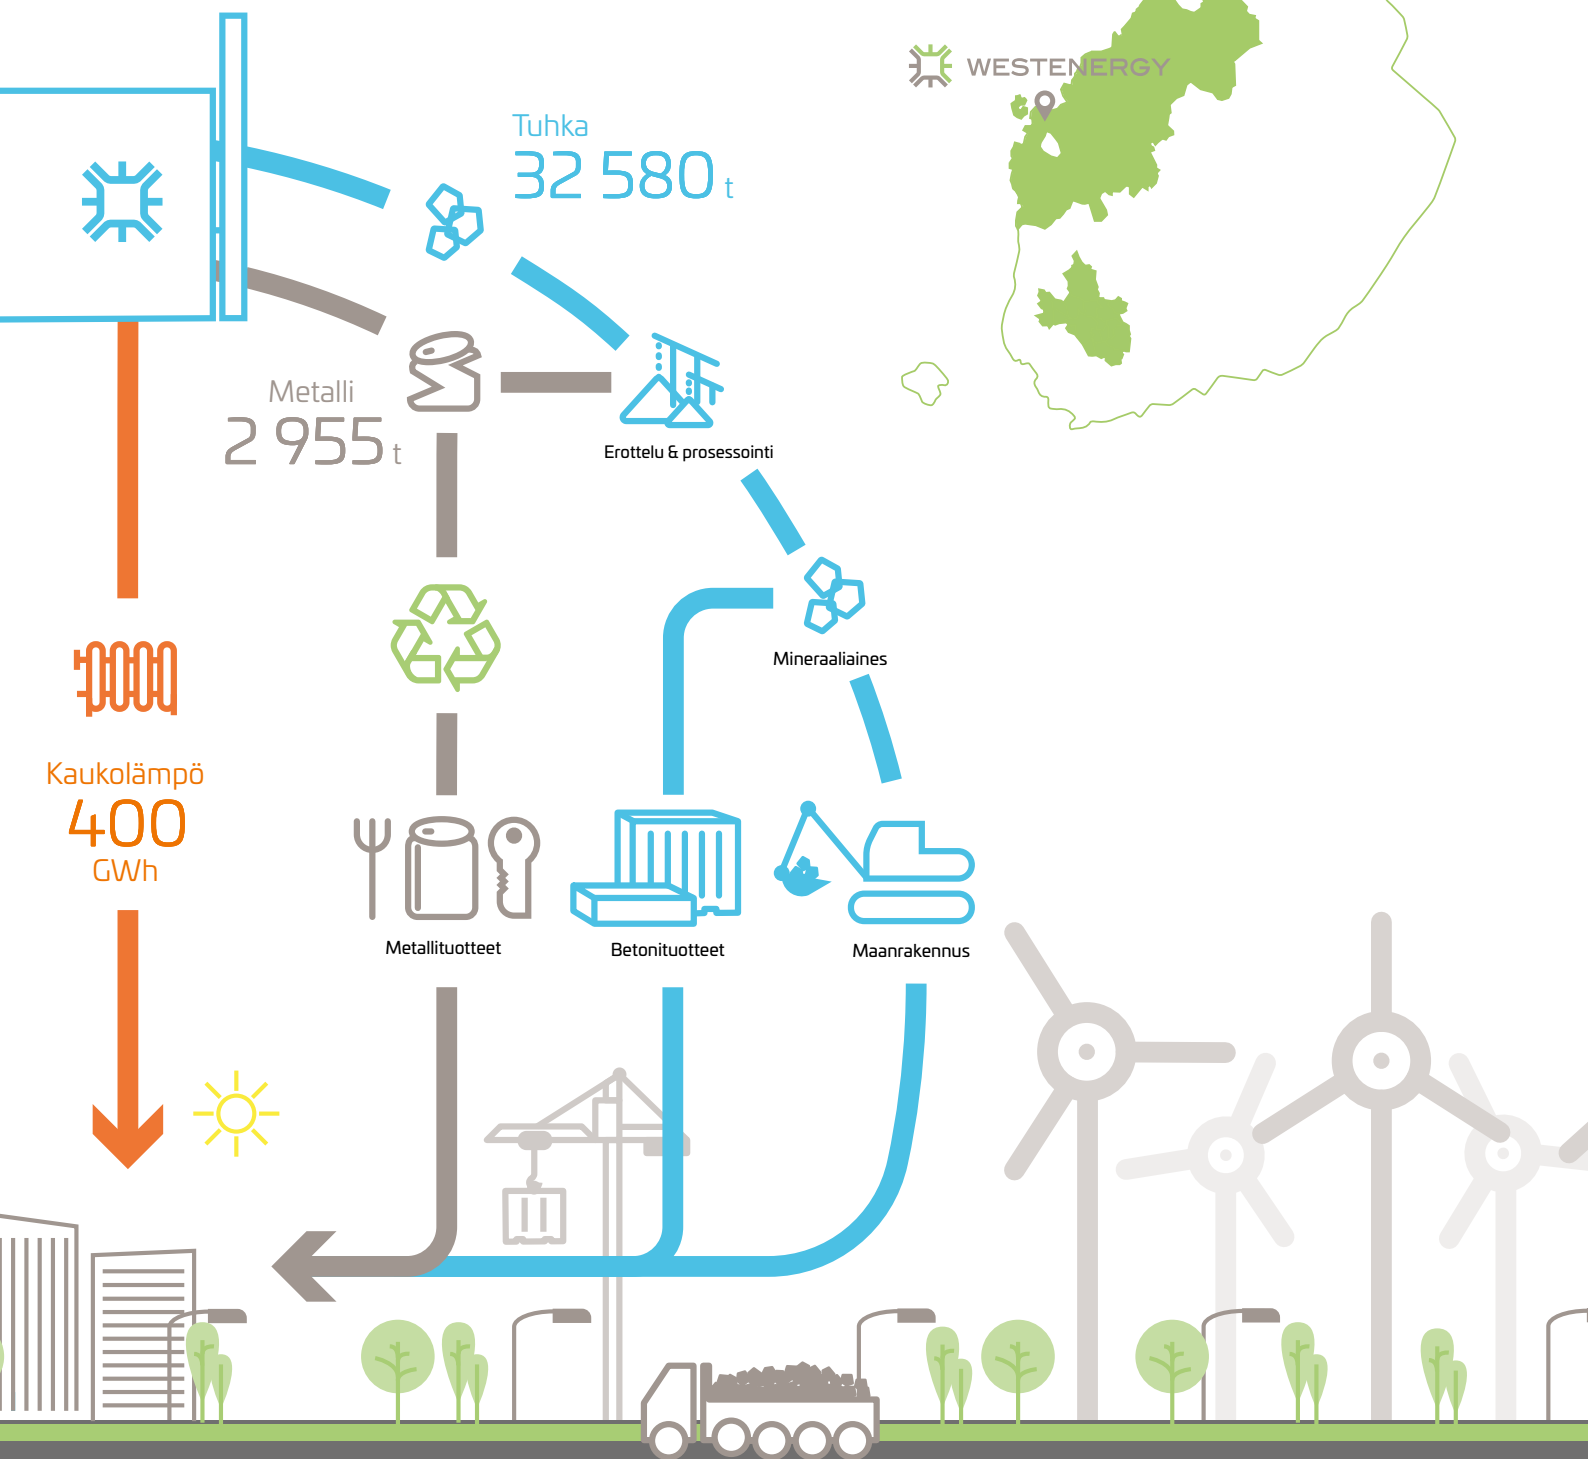 WESTENERGY
Tuhka
32 580 t
Metalli
2 955 t
Erottelu & prosessointi
Mineraaliaines
Kaukolämpö
400
GWh
Metallituotteet
Betonituotteet
Maanrakennus